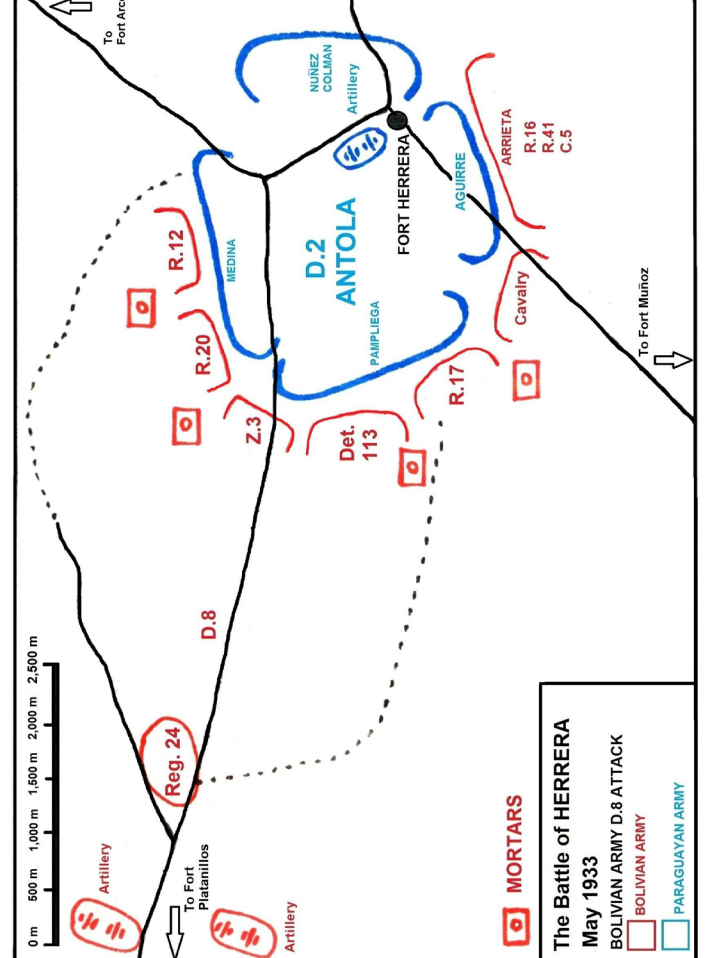 0 m 500 m 1,000 m 1,500 m 2,000 m 2,500 m
Artillery
To Fort
Platanillos
Artillery
Reg. 24
D.8
Z.3
Det.
113
R.20
R.12
R.17
Cavalry
MEDINA
PAMPLIEGA
D.2
ANTOLA
FORT HERRERA
AGUIRRE
Artillery
NUÑEZ
COLMAN
ARRIETA
R.16
R.41
C.5
To
Fort Arce
To Fort Muñoz
MORTARS
The Battle of HERRERA
May 1933
BOLIVIAN ARMY D.8 ATTACK
BOLIVIAN ARMY
PARAGUAYAN ARMY